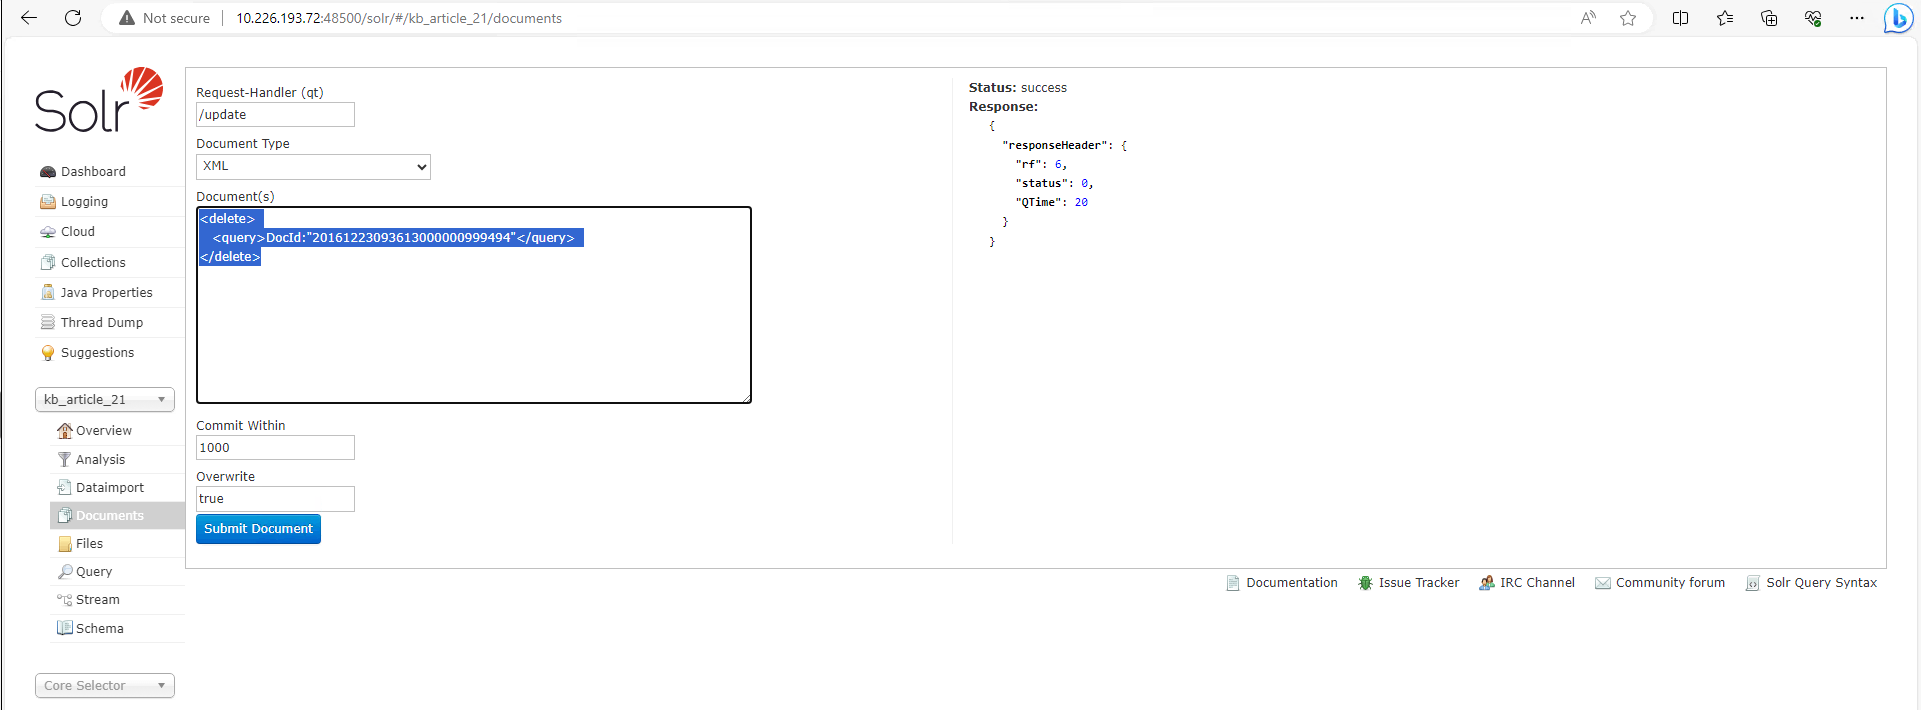 Not secure
10.226.193.72:48500/solr/#/kb_article_21/documents
Solr
Dashboard
Logging
Cloud
Collections
Java Properties
Thread Dump
Suggestions
kb_article_21
Overview
Analysis
Dataimport
Documents
Files
Query
Stream
Schema
Core Selector
Request-Handler (qt)
/update
Document Type
XML
Document(s)
<delete>
<query>DocId:"20161223093613000000999494"</query>
</delete>
Commit Within
1000
Overwrite
true
Submit Document
Status: success
Response:
{
"responseHeader": {
"rf": 6,
"status": 0,
"QTime": 20
}
}
Documentation Issue Tracker IRC Channel Community forum Solr Query Syntax